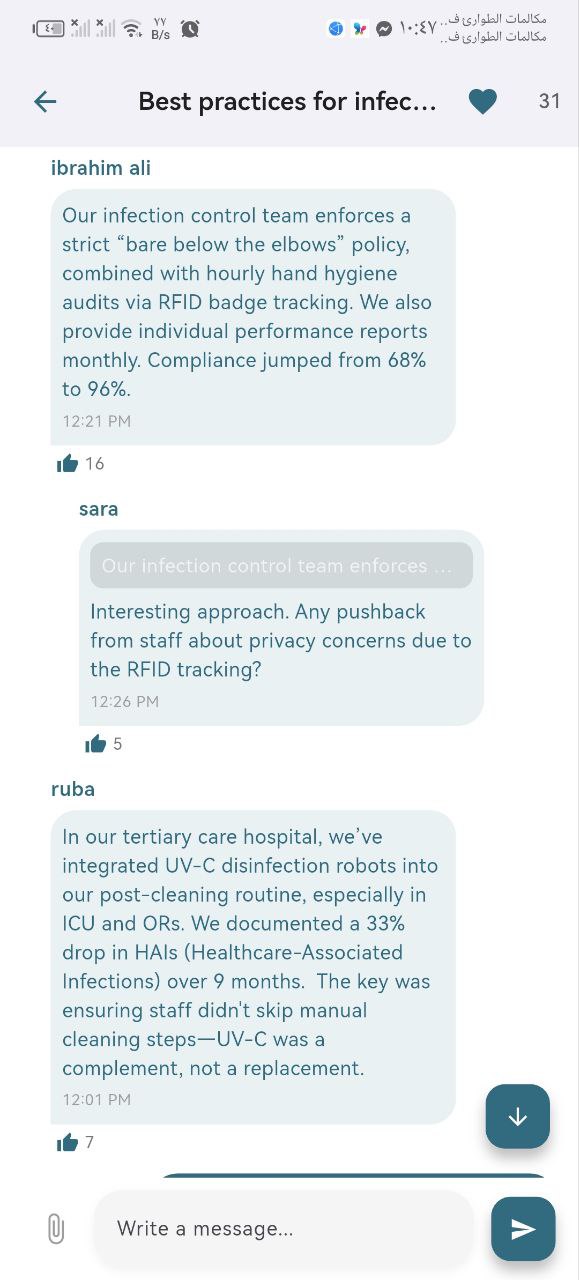 مكالمات الطوارئ ف..
مكالمات الطوارئ ف..
١٠:٤٧
٧٧
B/s
٤٠
Best practices for infec...
31
ibrahim ali
Our infection control team enforces a
strict “bare below the elbows” policy,
combined with hourly hand hygiene
audits via RFID badge tracking. We also
provide individual performance reports
monthly. Compliance jumped from 68%
to 96%.
12:21 PM
16
sara
Our infection control team enforces ...
Interesting approach. Any pushback
from staff about privacy concerns due to
the RFID tracking?
12:26 PM
5
ruba
In our tertiary care hospital, we’ve
integrated UV-C disinfection robots into
our post-cleaning routine, especially in
ICU and ORs. We documented a 33%
drop in HAIs (Healthcare-Associated
Infections) over 9 months.  The key was
ensuring staff didn't skip manual
cleaning steps—UV-C was a
complement, not a replacement.
12:01 PM
7
Write a message...